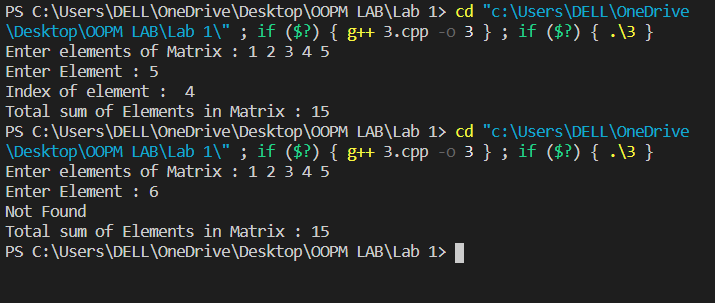 PS C:\Users\DELL\OneDrive\Desktop\OOPM LAB\Lab 1> cd "c:\Users\DELL\OneDrive
\Desktop\OOPM LAB\Lab 1\" ; if ($?) { g++ 3.cpp -o 3 } ; if ($?) { .\3 }
Enter elements of Matrix : 1 2 3 4 5
Enter Element : 5
Index of element :  4
Total sum of Elements in Matrix : 15
PS C:\Users\DELL\OneDrive\Desktop\OOPM LAB\Lab 1> cd "c:\Users\DELL\OneDrive
\Desktop\OOPM LAB\Lab 1\" ; if ($?) { g++ 3.cpp -o 3 } ; if ($?) { .\3 }
Enter elements of Matrix : 1 2 3 4 5
Enter Element : 6
Not Found
Total sum of Elements in Matrix : 15
PS C:\Users\DELL\OneDrive\Desktop\OOPM LAB\Lab 1>